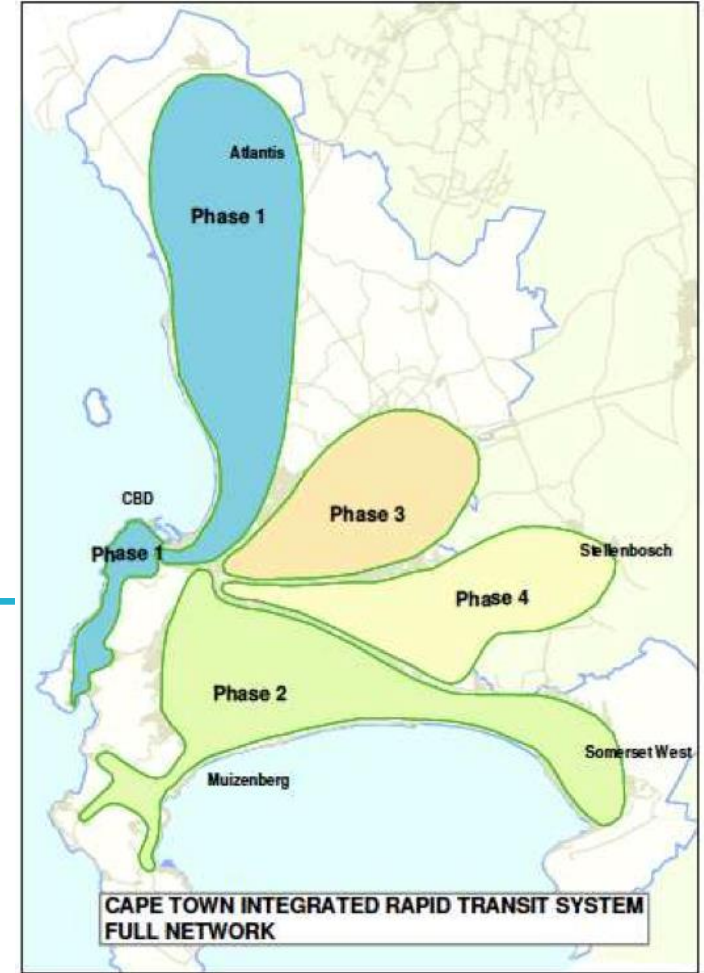 Atlantis
Phase 1
CBD
Phase 3
Phase 1
Stellenbosch
Phase 4
Phase 2
Somerset West
Muizenberg
CAPE TOWN INTEGRATED RAPID TRANSIT SYSTEM
FULL NETWORK